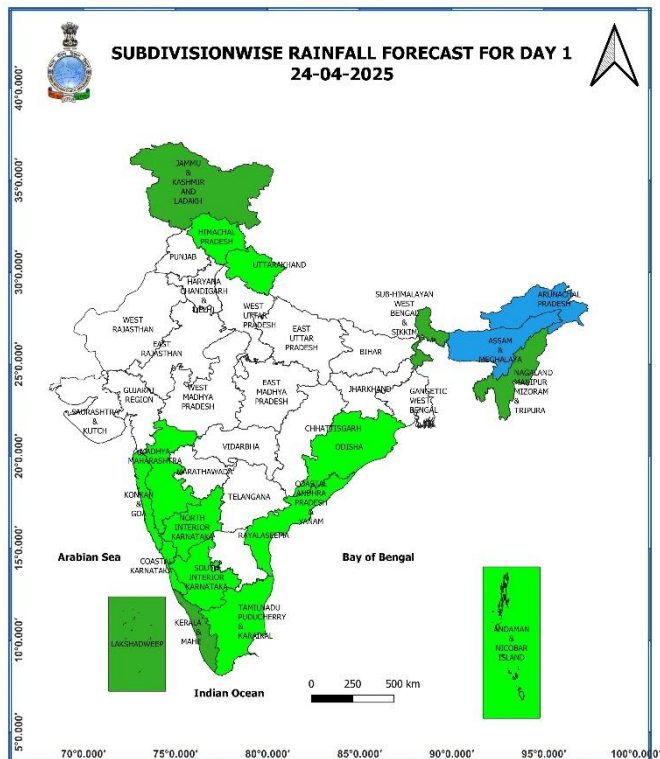 SUBDIVISIONWISE RAINFALL FORECAST FOR DAY 1
24-04-2025
40°0.000'
35°0.000'
30°0.000'
25°0.000'
20°0.000'
15°0.000'
10°0.000'
5°0.000'
JAMMU
&
KASHMIR
AND
LADAKH
HIMACHAL
PRADESH
PUNJAB
UTTARAKHAND
HARYANA
CHANDIGARH
&
DELHI
WEST
UTTAR
PRADESH
WEST
RAJASTHAN
EAST
RAJASTHAN
EAST
UTTAR
PRADESH
SUB-HIMALAYAN
WEST
BENGAL
&
SIKKIM
ARUNACHAL PRADESH
ASSAM
&
MEGHALAYA
BIHAR
NAGALAND
MANIPUR
MIZORAM
&
TRIPURA
GUJARAT
REGION
SAURASHTRA
&
KUTCH
WEST
MADHYA
PRADESH
EAST
MADHYA
PRADESH
JHARKHAND
GANGETIC
WEST
BENGAL
CHHATTISGARH
ODISHA
MADHYA
MAHARASHTRA
VIDARBHA
MARATHAWADA
KONKAN
&
GOA
TELANGANA
COASTAL
ANDHRA
PRADESH
&
YANAM
NORTH
INTERIOR
KARNATAKA
RAYALASEEMA
Arabian Sea
Bay of Bengal
COASTAL
KARNATAKA
SOUTH
INTERIOR
KARNATAKA
TAMILNADU
PUDUCHERRY
&
KARAIKAL
KERALA
&
MAHE
LAKSHADWEEP
ANDAMAN
&
NICOBAR
ISLAND
Indian Ocean
0 250 500 km
70°0.000' 75°0.000' 80°0.000' 85°0.000' 90°0.000' 95°0.000' 100°0.000'